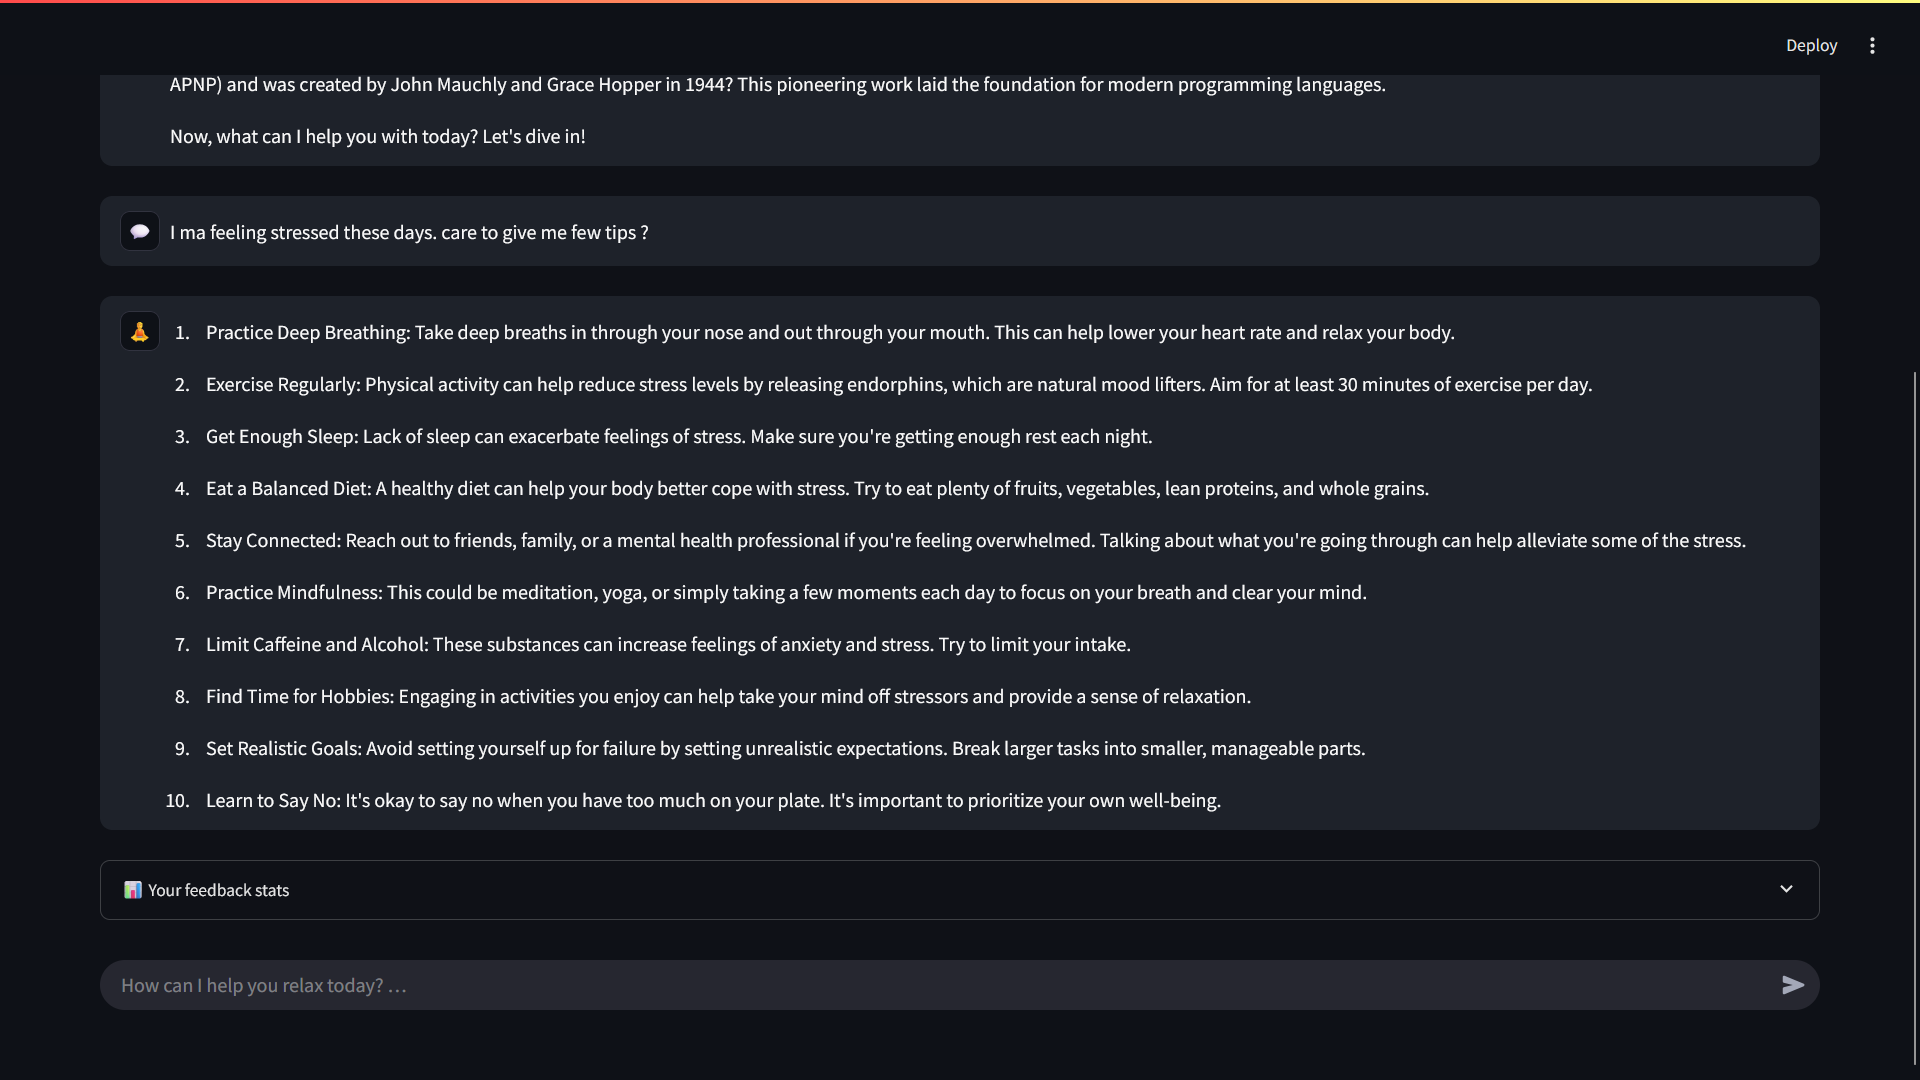 Deploy
APNP) and was created by John Mauchly and Grace Hopper in 1944? This pioneering work laid the foundation for modern programming languages.
Now, what can I help you with today? Let's dive in!
I ma feeling stressed these days. care to give me few tips ?
1. Practice Deep Breathing: Take deep breaths in through your nose and out through your mouth. This can help lower your heart rate and relax your body.
2. Exercise Regularly: Physical activity can help reduce stress levels by releasing endorphins, which are natural mood lifters. Aim for at least 30 minutes of exercise per day.
3. Get Enough Sleep: Lack of sleep can exacerbate feelings of stress. Make sure you're getting enough rest each night.
4. Eat a Balanced Diet: A healthy diet can help your body better cope with stress. Try to eat plenty of fruits, vegetables, lean proteins, and whole grains.
5. Stay Connected: Reach out to friends, family, or a mental health professional if you're feeling overwhelmed. Talking about what you're going through can help alleviate some of the stress.
6. Practice Mindfulness: This could be meditation, yoga, or simply taking a few moments each day to focus on your breath and clear your mind.
7. Limit Caffeine and Alcohol: These substances can increase feelings of anxiety and stress. Try to limit your intake.
8. Find Time for Hobbies: Engaging in activities you enjoy can help take your mind off stressors and provide a sense of relaxation.
9. Set Realistic Goals: Avoid setting yourself up for failure by setting unrealistic expectations. Break larger tasks into smaller, manageable parts.
10. Learn to Say No: It's okay to say no when you have too much on your plate. It's important to prioritize your own well-being.
Your feedback stats
How can I help you relax today? …